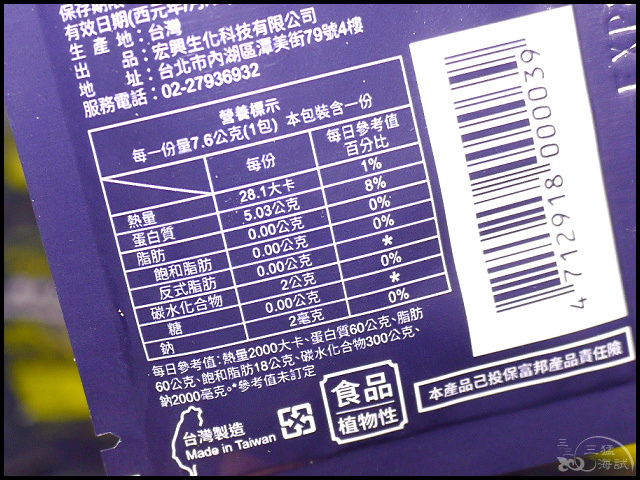 保存期限
有效日期(西元年/月/
生 產 地：台灣
出 品：宏興生化科技有限公司
地 址：台北市內湖區潭美街79號4樓
服務電話：02-27936932
營養標示
每一份量7.6公克(1包) 本包裝含一份
每份 每日參考值百分比
熱量 28.1大卡 1%
蛋白質 5.03公克 8%
脂肪 0.00公克 0%
飽和脂肪 0.00公克 0%
反式脂肪 0.00公克 *
碳水化合物 2公克 0%
糖 0.00公克 *
鈉 2毫克 0%
每日參考值：熱量2000大卡、蛋白質60公克、脂肪
60公克、飽和脂肪18公克、碳水化合物300公克、
鈉2000毫克。*參考值未訂定
台灣製造
Made in Taiwan
食品
植物性
本產品已投保富邦產品責任險
4 712918 000039
三猛
海試